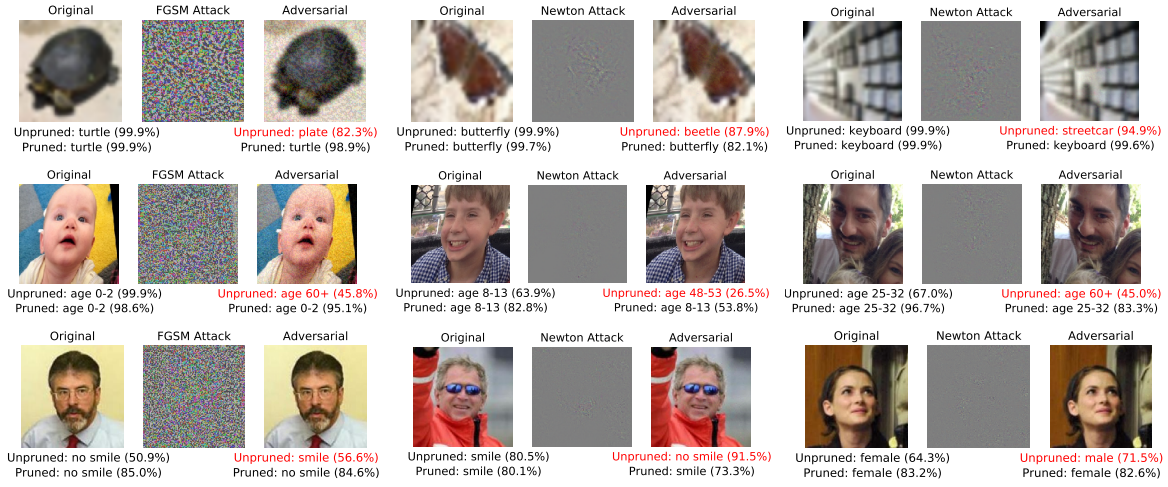 Original FGSM Attack Adversarial
Unpruned: turtle (99.9%) Unpruned: plate (82.3%)
Pruned: turtle (99.9%) Pruned: turtle (98.9%)
Original Newton Attack Adversarial
Unpruned: butterfly (99.9%) Unpruned: beetle (87.9%)
Pruned: butterfly (99.7%) Pruned: butterfly (82.1%)
Original Newton Attack Adversarial
Unpruned: keyboard (99.9%) Unpruned: streetcar (94.9%)
Pruned: keyboard (99.9%) Pruned: keyboard (99.6%)
Original FGSM Attack Adversarial
Unpruned: age 0-2 (99.9%) Unpruned: age 60+ (45.8%)
Pruned: age 0-2 (98.6%) Pruned: age 0-2 (95.1%)
Original Newton Attack Adversarial
Unpruned: age 8-13 (63.9%) Unpruned: age 48-53 (26.5%)
Pruned: age 8-13 (82.8%) Pruned: age 8-13 (53.8%)
Original Newton Attack Adversarial
Unpruned: age 25-32 (67.0%) Unpruned: age 60+ (45.0%)
Pruned: age 25-32 (96.7%) Pruned: age 25-32 (83.3%)
Original FGSM Attack Adversarial
Unpruned: no smile (50.9%) Unpruned: smile (56.6%)
Pruned: no smile (85.0%) Pruned: no smile (84.6%)
Original Newton Attack Adversarial
Unpruned: smile (80.5%) Unpruned: no smile (91.5%)
Pruned: smile (80.1%) Pruned: smile (73.3%)
Original Newton Attack Adversarial
Unpruned: female (64.3%) Unpruned: male (71.5%)
Pruned: female (83.2%) Pruned: female (82.6%)